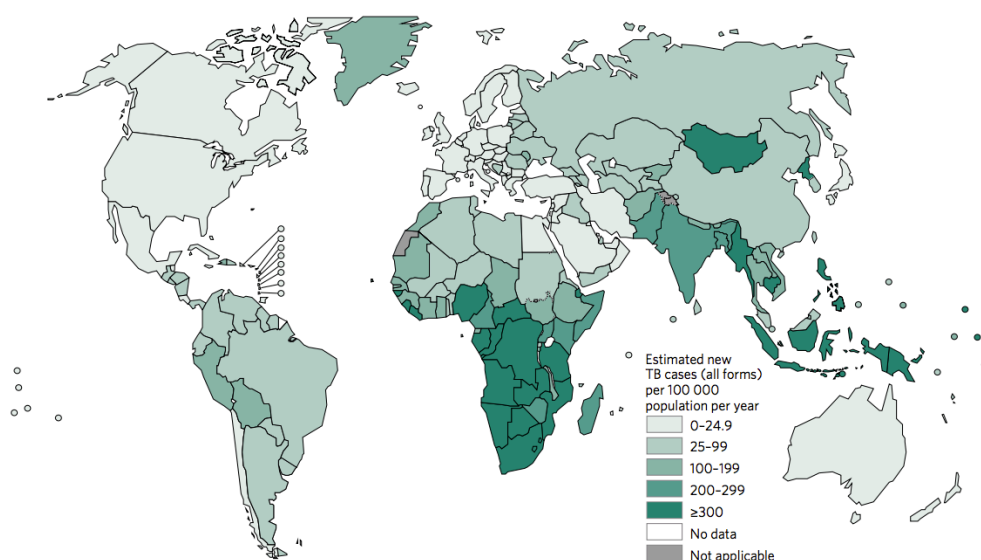 Estimated new
TB cases (all forms)
per 100 000
population per year
0–24.9
25–99
100–199
200–299
≥300
No data
Not applicable